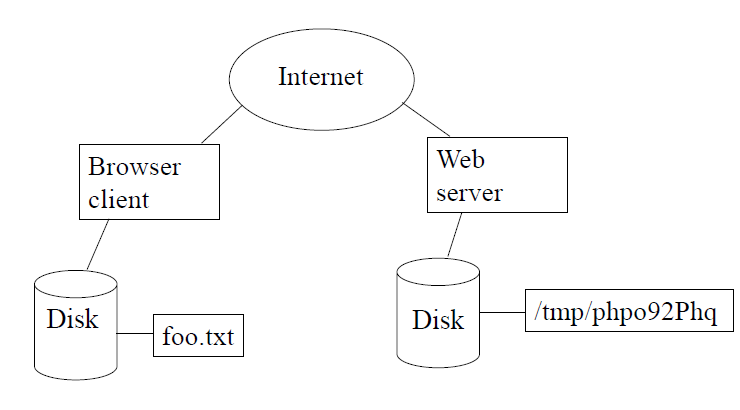 Internet
Browser
client
Web
server
Disk
foo.txt
Disk
/tmp/phpo92Phq